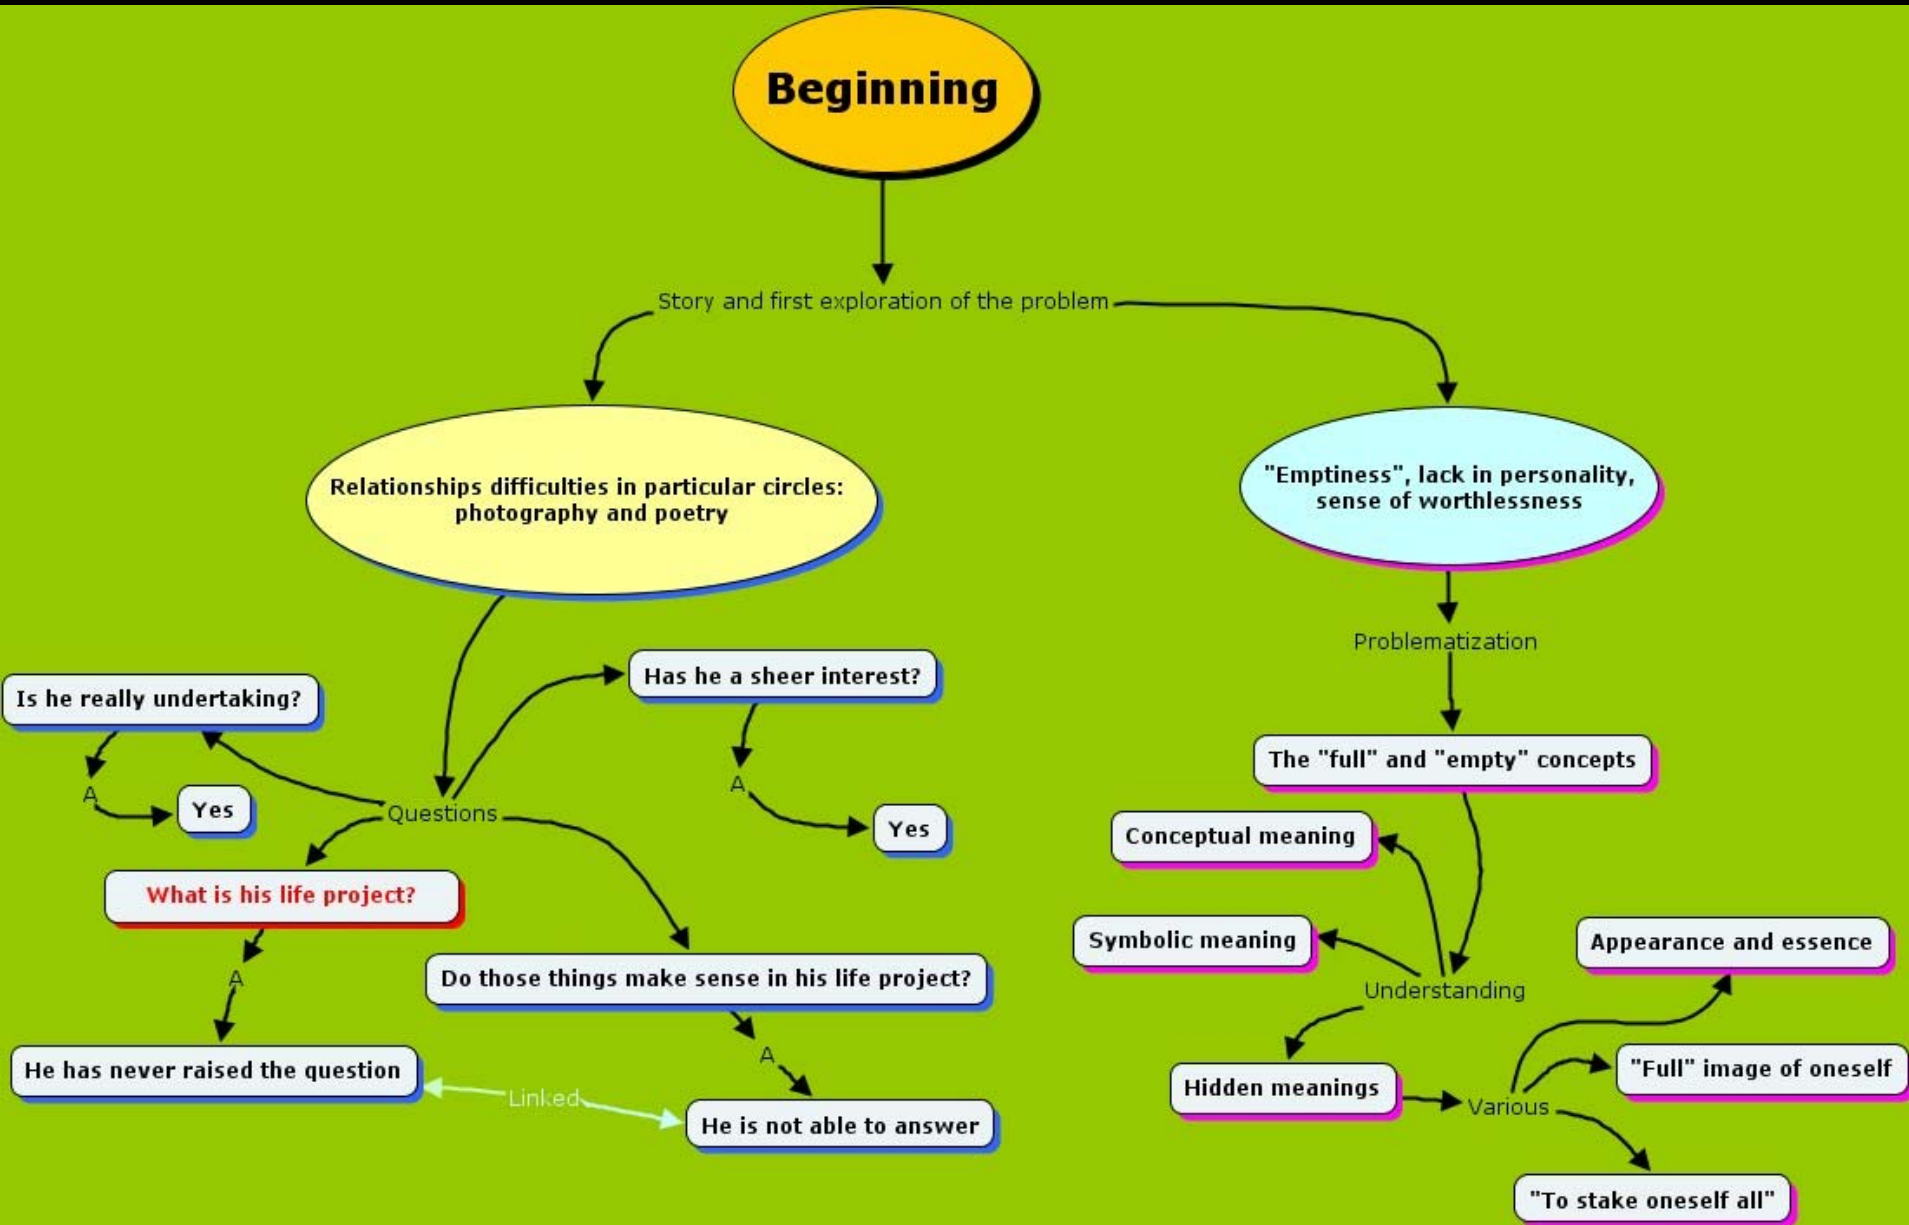 Beginning
Story and first exploration of the problem
Relationships difficulties in particular circles:
photography and poetry
"Emptiness", lack in personality,
sense of worthlessness
Problematization
Has he a sheer interest?
Is he really undertaking?
The "full" and "empty" concepts
A
A
Yes
Questions
Yes
Conceptual meaning
What is his life project?
Symbolic meaning
Appearance and essence
A
Do those things make sense in his life project?
Understanding
A
He has never raised the question
"Full" image of oneself
Hidden meanings
Linked
Various
He is not able to answer
"To stake oneself all"